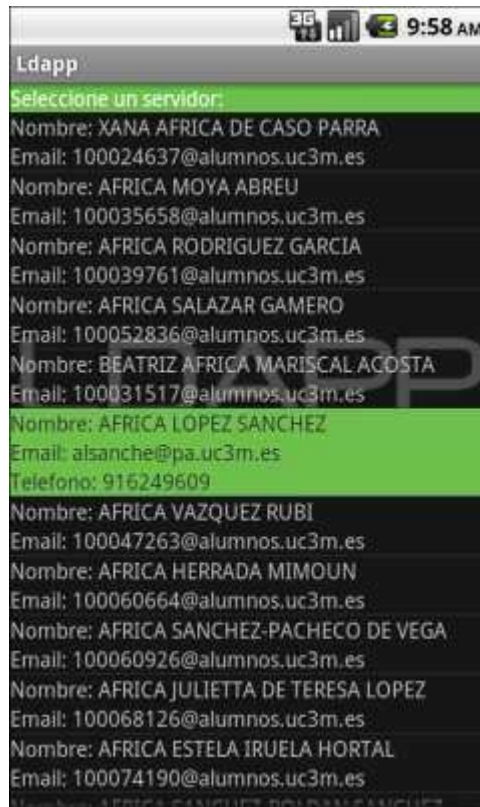 3G
9:58 AM
Ldapp
Seleccione un servidor:
Nombre: XANA AFRICA DE CASO PARRA
Email: 100024637@alumnos.uc3m.es
Nombre: AFRICA MOYA ABREU
Email: 100035658@alumnos.uc3m.es
Nombre: AFRICA RODRIGUEZ GARCIA
Email: 100039761@alumnos.uc3m.es
Nombre: AFRICA SALAZAR GAMERO
Email: 100052836@alumnos.uc3m.es
Nombre: BEATRIZ AFRICA MARISCAL ACOSTA
Email: 100031517@alumnos.uc3m.es
LDAPP
Nombre: AFRICA LOPEZ SANCHEZ
Email: alsanche@pa.uc3m.es
Telefono: 916249609
Nombre: AFRICA VAZQUEZ RUBI
Email: 100047263@alumnos.uc3m.es
Nombre: AFRICA HERRADA MIMOUN
Email: 100060664@alumnos.uc3m.es
Nombre: AFRICA SANCHEZ-PACHECO DE VEGA
Email: 100060926@alumnos.uc3m.es
Nombre: AFRICA JULIETTA DE TERESA LOPEZ
Email: 100068126@alumnos.uc3m.es
Nombre: AFRICA ESTELA IRUELA HORTAL
Email: 100074190@alumnos.uc3m.es